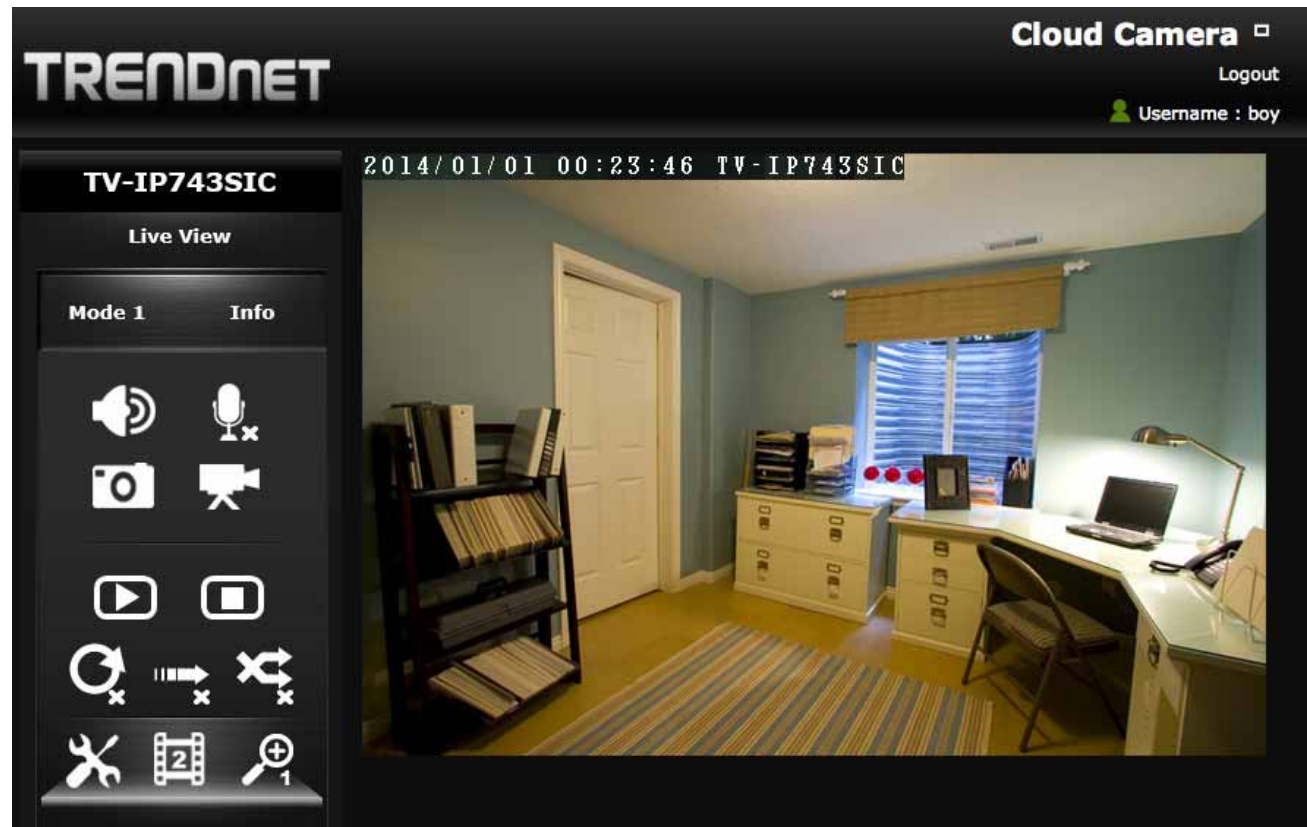 Cloud Camera
TRENDNET
Logout
Username : boy
TV-IP743SIC
2014/01/01 00:23:46 TV-IP743SIC
Live View
Mode 1 Info
2
1